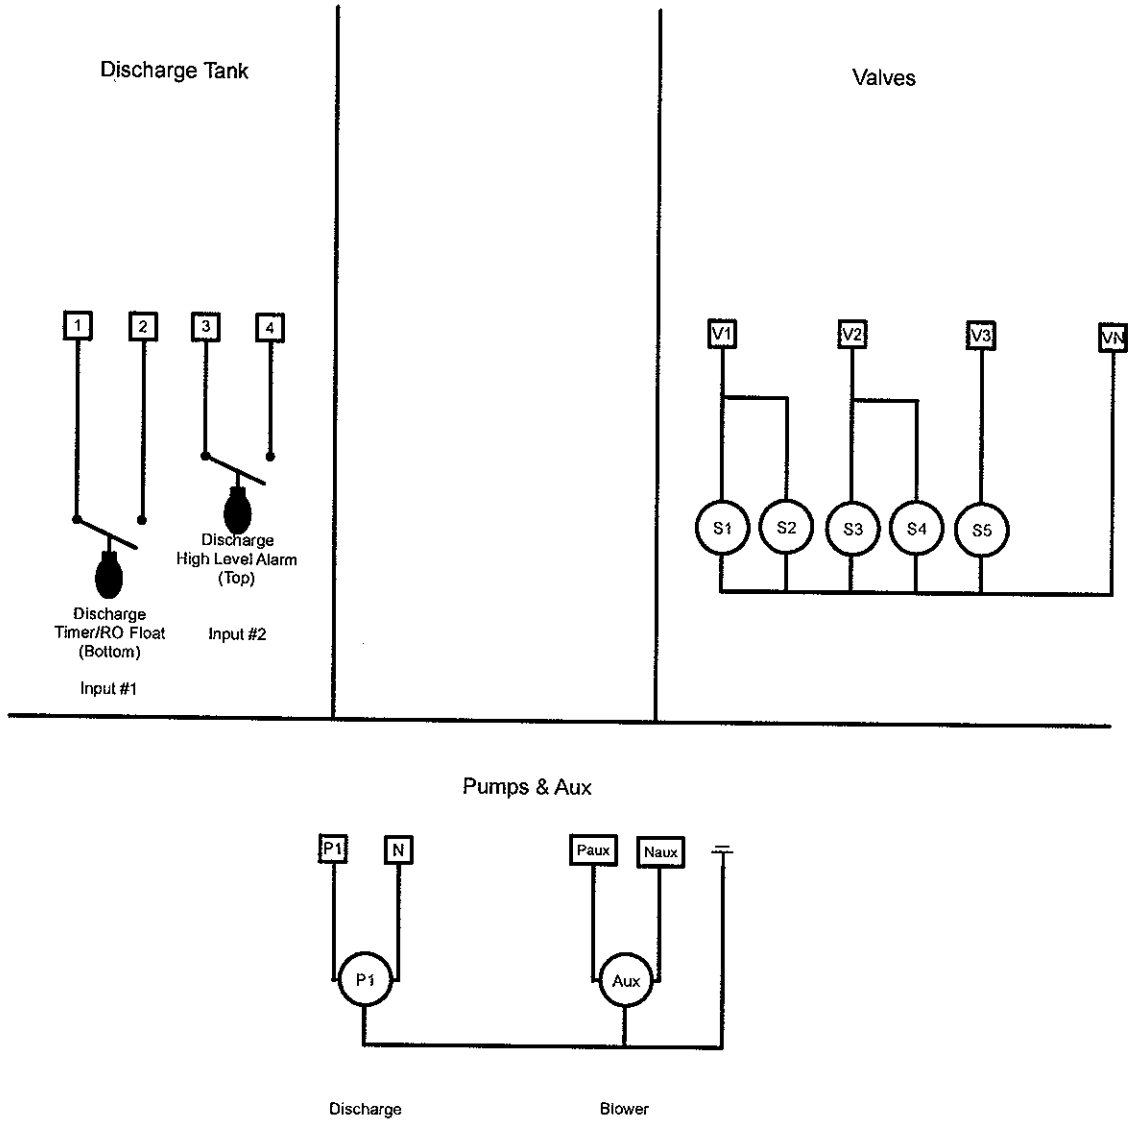 Discharge Tank
Valves
1
2
3
4
V1
V2
V3
VN
S1
S2
S3
S4
S5
Discharge
High Level Alarm
(Top)
Discharge
Timer/RO Float
(Bottom)
Input #2
Input #1
Pumps & Aux
P1
N
Paux
Naux
P1
Aux
Discharge
Blower